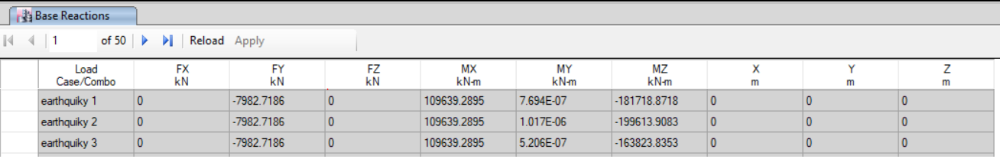 Base Reactions
1 of 50 Reload Apply
Load Case/Combo FX kN FY kN FZ kN MX kN-m MY kN-m MZ kN-m X m Y m Z m
earthquiky 1 0 -7982.7186 0 109639.2895 7.694E-07 -181718.8718 0 0 0
earthquiky 2 0 -7982.7186 0 109639.2895 1.017E-06 -199613.9083 0 0 0
earthquiky 3 0 -7982.7186 0 109639.2895 5.206E-07 -163823.8353 0 0 0